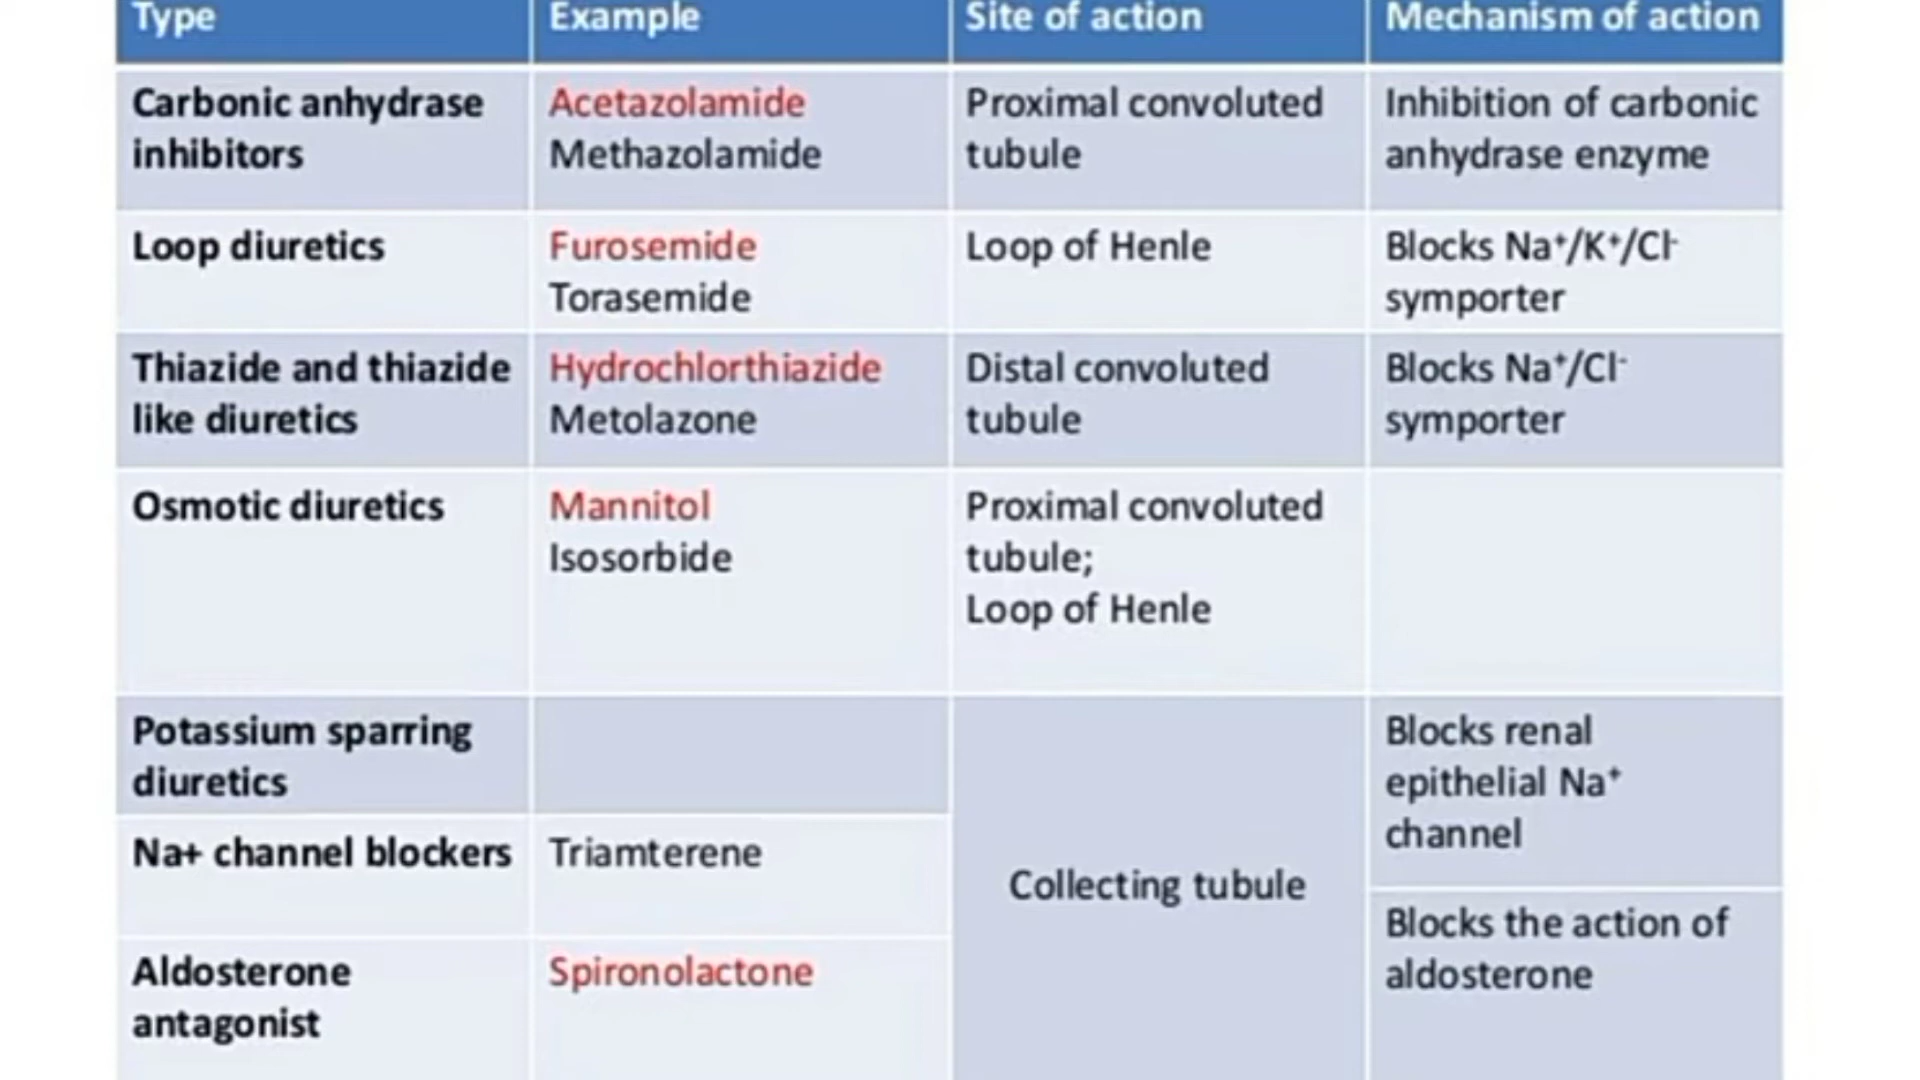 Type
Example
Site of action
Mechanism of action
Carbonic anhydrase
inhibitors
Acetazolamide
Methazolamide
Proximal convoluted
tubule
Inhibition of carbonic
anhydrase enzyme
Loop diuretics
Furosemide
Torasemide
Loop of Henle
Blocks Na⁺/K⁺/Cl⁻
symporter
Thiazide and thiazide
like diuretics
Hydrochlorthiazide
Metolazone
Distal convoluted
tubule
Blocks Na⁺/Cl⁻
symporter
Osmotic diuretics
Mannitol
Isosorbide
Proximal convoluted
tubule;
Loop of Henle
Potassium sparring
diuretics
Collecting tubule
Blocks renal
epithelial Na⁺
channel
Na+ channel blockers
Triamterene
Aldosterone
antagonist
Spironolactone
Blocks the action of
aldosterone